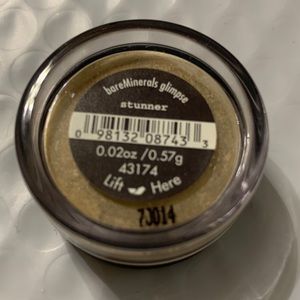 bareMinerals glimpse
stunner
0 98132 08743 3
0.02oz /0.57g
43174
Lift Here
7J014